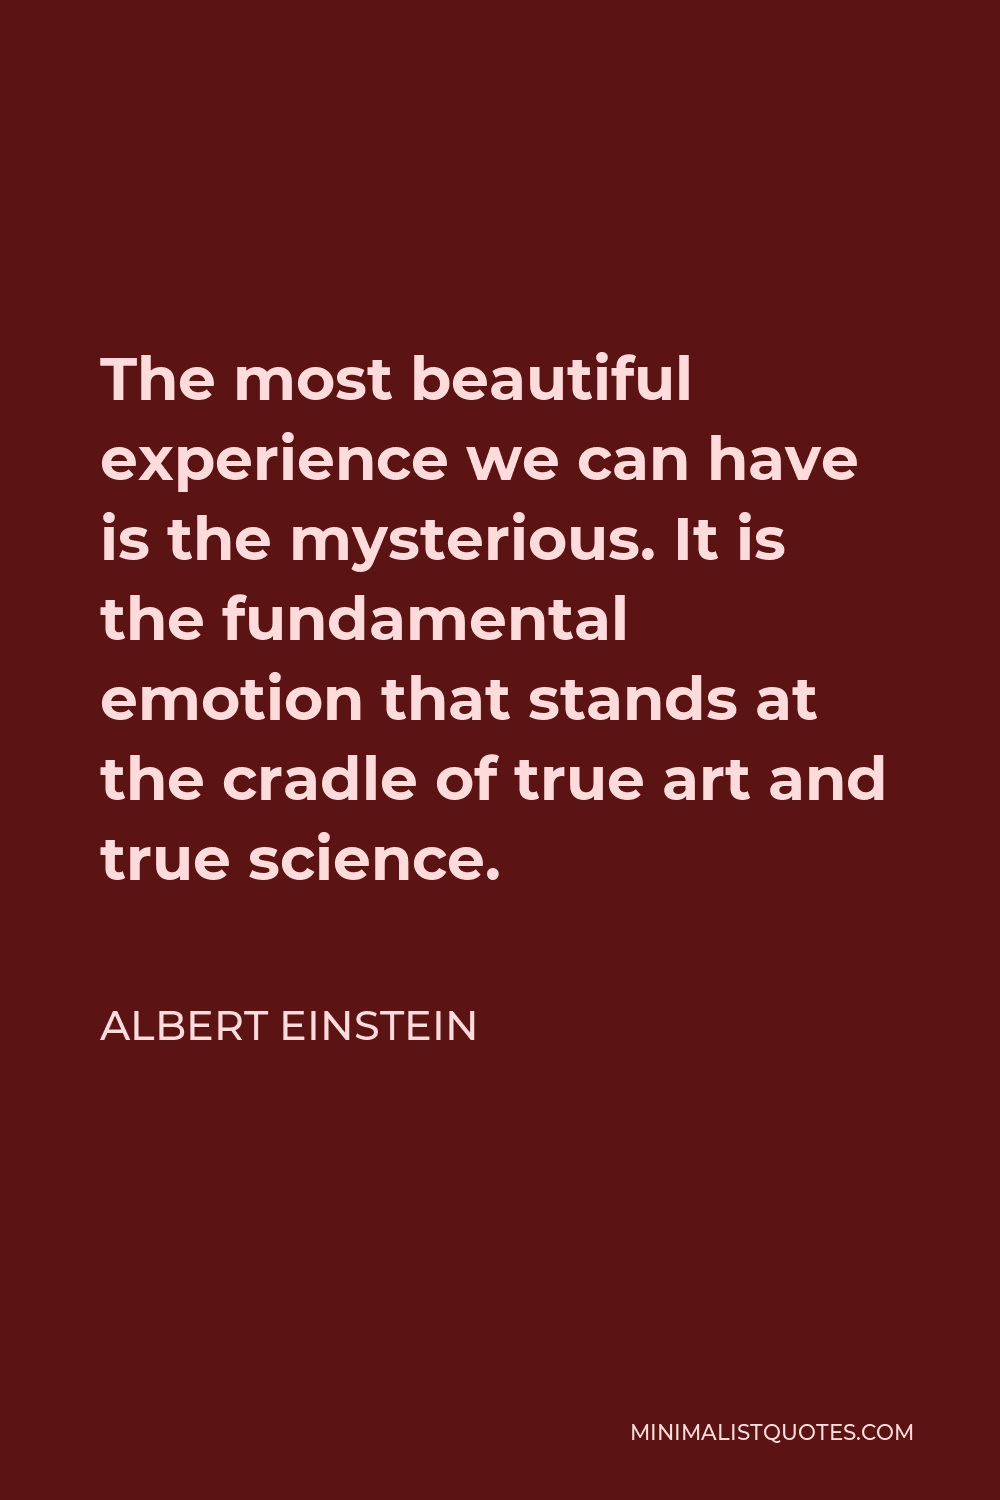 The most beautiful
experience we can have
is the mysterious. It is
the fundamental
emotion that stands at
the cradle of true art and
true science.
ALBERT EINSTEIN
MINIMALISTQUOTES.COM